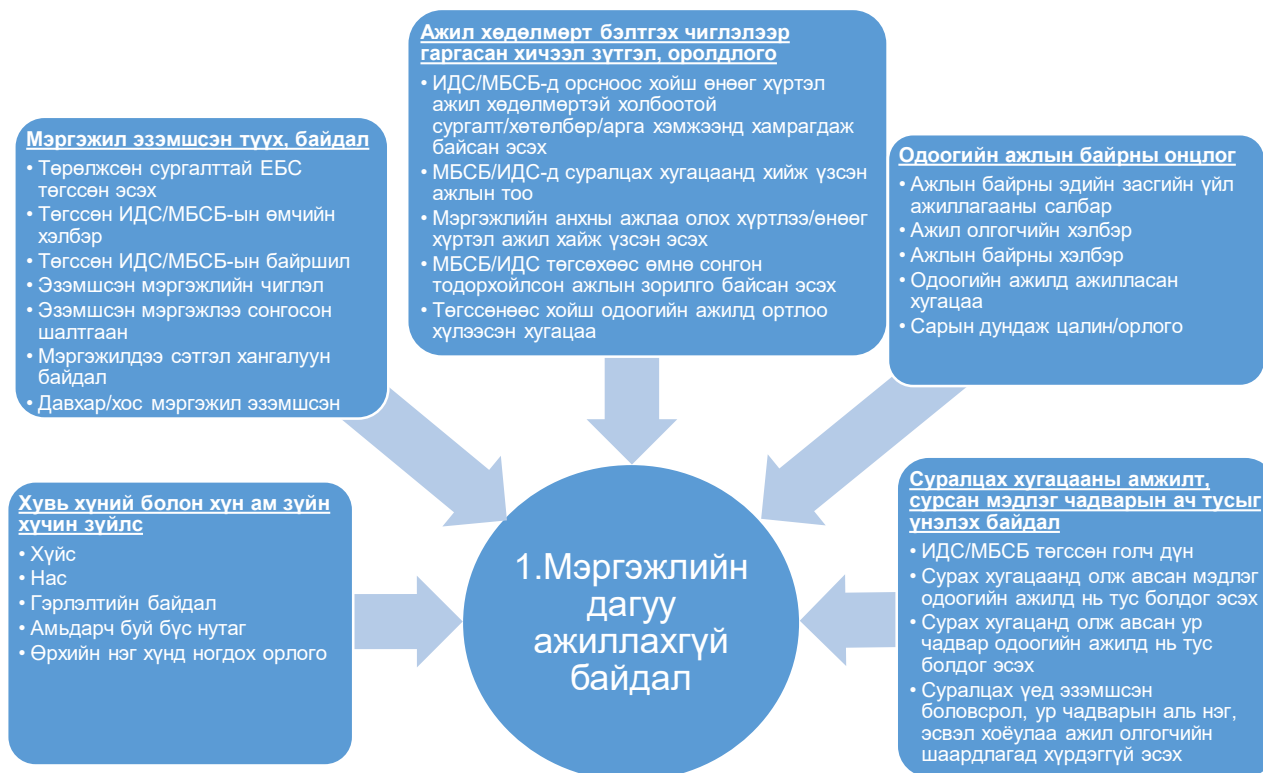 Мэргэжил эзэмшсэн түүх, байдал
• Төрөлжсөн сургалттай ЕБС
төгссөн эсэх
• Төгссөн ИДС/МБСБ-ын өмчийн
хэлбэр
• Төгссөн ИДС/МБСБ-ын байршил
• Эзэмшсэн мэргэжлийн чиглэл
• Эзэмшсэн мэргэжлээ сонгосон
шалтгаан
• Мэргэжилдээ сэтгэл хангалуун
байдал
• Давхар/хос мэргэжил эзэмшсэн
Ажил хөдөлмөрт бэлтгэх чиглэлээр
гаргасан хичээл зүтгэл, оролдлого
• ИДС/МБСБ-д орсноос хойш өнөөг хүртэл
ажил хөдөлмөртэй холбоотой
сургалт/хөтөлбөр/арга хэмжээнд хамрагдаж
байсан эсэх
• МБСБ/ИДС-д суралцах хугацаанд хийж үзсэн
ажлын тоо
• Мэргэжлийн анхны ажлаа олох хүртлээ/өнөөг
хүртэл ажил хайж үзсэн эсэх
• МБСБ/ИДС төгсөхөөс өмнө сонгон
тодорхойлсон ажлын зорилго байсан эсэх
• Төгссөнөөс хойш одоогийн ажилд ортлоо
хүлээсэн хугацаа
Одоогийн ажлын байрны онцлог
• Ажлын байрны эдийн засгийн үйл
ажиллагааны салбар
• Ажил олгогчийн хэлбэр
• Ажлын байрны хэлбэр
• Одоогийн ажилд ажилласан
хугацаа
• Сарын дундаж цалин/орлого
Хувь хүний болон хүн ам зүйн
хүчин зүйлс
• Хүйс
• Нас
• Гэрлэлтийн байдал
• Амьдарч буй бүс нутаг
• Өрхийн нэг хүнд ногдох орлого
1.Мэргэжлийн
дагуу
ажиллахгүй
байдал
Суралцах хугацааны амжилт,
сурсан мэдлэг чадварын ач тусыг
үнэлэх байдал
• ИДС/МБСБ төгссөн голч дүн
• Сурах хугацаанд олж авсан мэдлэг
одоогийн ажилд нь тус болдог эсэх
• Сурах хугацанд олж авсан ур
чадвар одоогийн ажилд нь тус
болдог эсэх
• Суралцах үед эзэмшсэн
боловсрол, ур чадварын аль нэг,
эсвэл хоёулаа ажил олгогчийн
шаардлагад хүрдэггүй эсэх